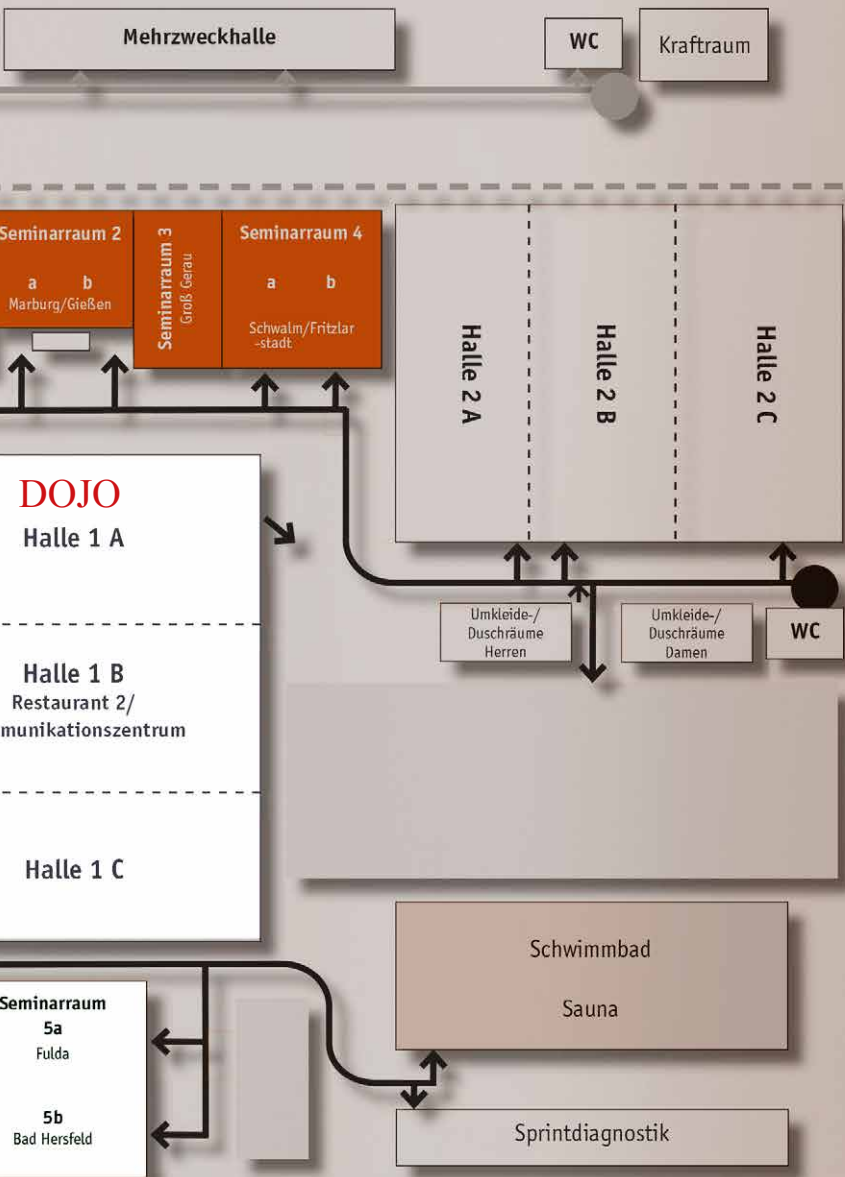 Mehrzweckhalle
WC
Kraftraum
Seminarraum 2
a b
Marburg/Gießen
Seminarraum 3
Groß Gerau
Seminarraum 4
a b
Schwalm/Fritzlar
-stadt
Halle 2 A
Halle 2 B
Halle 2 C
DOJO
Halle 1 A
Halle 1 B
Restaurant 2/
munikationszentrum
Halle 1 C
Umkleide-/
Duschräume
Herren
Umkleide-/
Duschräume
Damen
WC
Schwimmbad
Sauna
Seminarraum
5a
Fulda
5b
Bad Hersfeld
Sprintdiagnostik